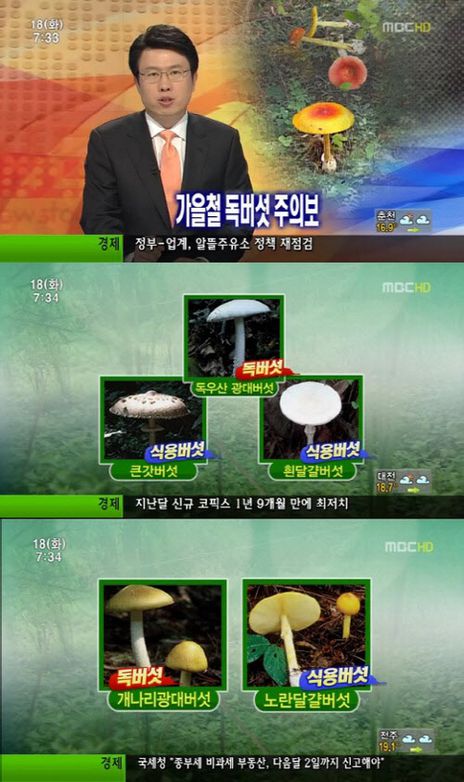 18(화)
7:33
MBC HD
가을철 독버섯 주의보
춘천
16.9°
경제 정부-업계, 알뜰주유소 정책 재점검
18(화)
7:34
MBC HD
독버섯
독우산 광대버섯
식용버섯
큰갓버섯
식용버섯
흰달걀버섯
대전
18.7°
경제 지난달 신규 코픽스 1년 9개월 만에 최저치
18(화)
7:34
MBC HD
독버섯
개나리광대버섯
식용버섯
노란달걀버섯
전주
19.1°
경제 국세청 "종부세 비과세 부동산, 다음달 2일까지 신고해야"